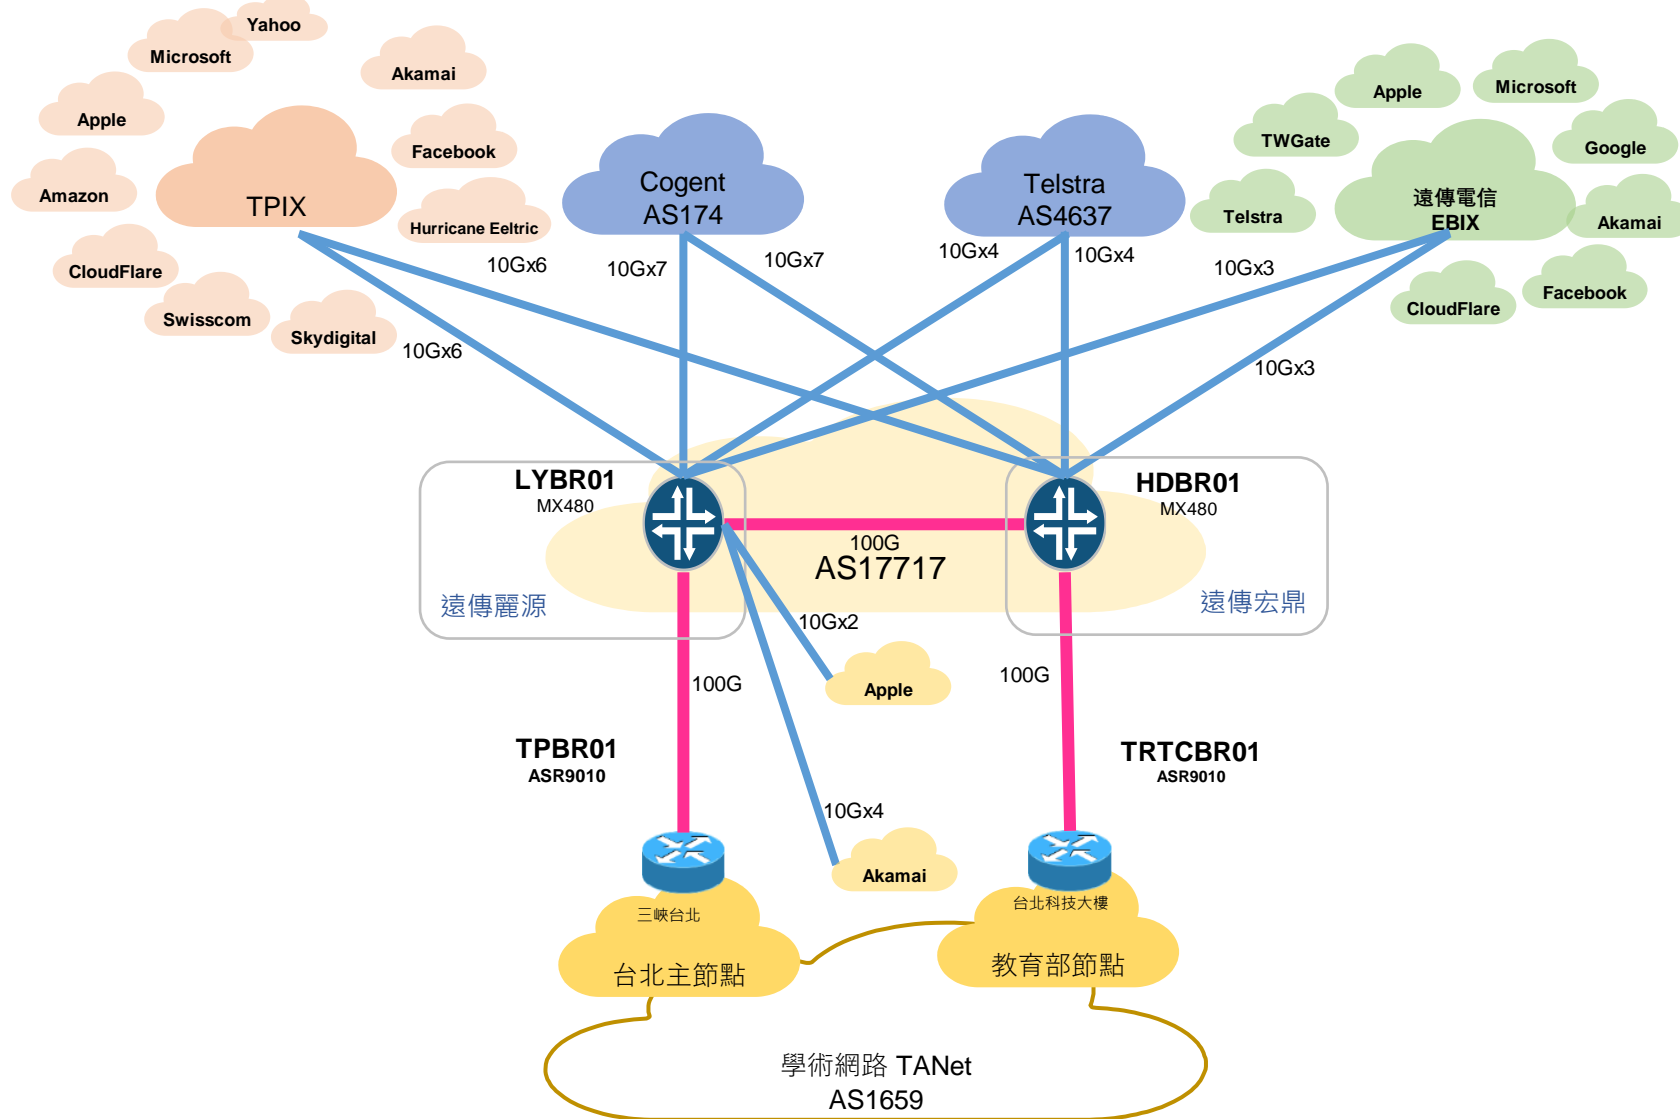 Yahoo
Microsoft
Akamai
Apple
Facebook
Amazon
TPIX
Hurricane Eeltric
CloudFlare
Swisscom
Skydigital
Cogent
AS174
Telstra
AS4637
Apple
Microsoft
TWGate
Google
Telstra
遠傳電信
EBIX
Akamai
CloudFlare
Facebook
10Gx6
10Gx7
10Gx7
10Gx4
10Gx4
10Gx3
10Gx6
10Gx3
LYBR01
MX480
HDBR01
MX480
100G
AS17717
遠傳麗源
遠傳宏鼎
10Gx2
100G
Apple
100G
TPBR01
ASR9010
TRTCBR01
ASR9010
10Gx4
Akamai
三峽台北
台北主節點
台北科技大樓
教育部節點
學術網路 TANet
AS1659